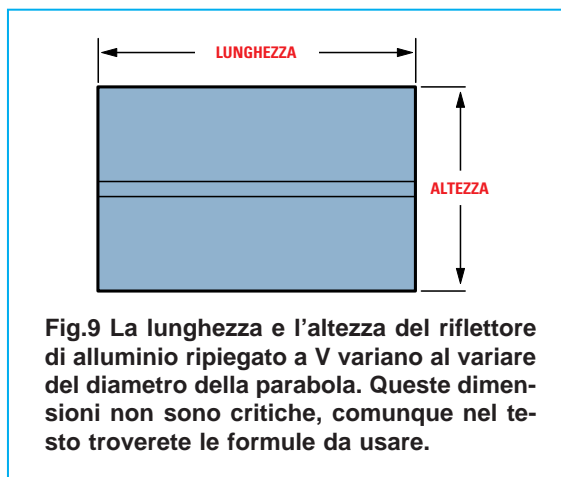 LUNGHEZZA
ALTEZZA
Fig.9 La lunghezza e l'altezza del riflettore
di alluminio ripiegato a V variano al variare
del diametro della parabola. Queste dimen-
sioni non sono critiche, comunque nel te-
sto troverete le formule da usare.